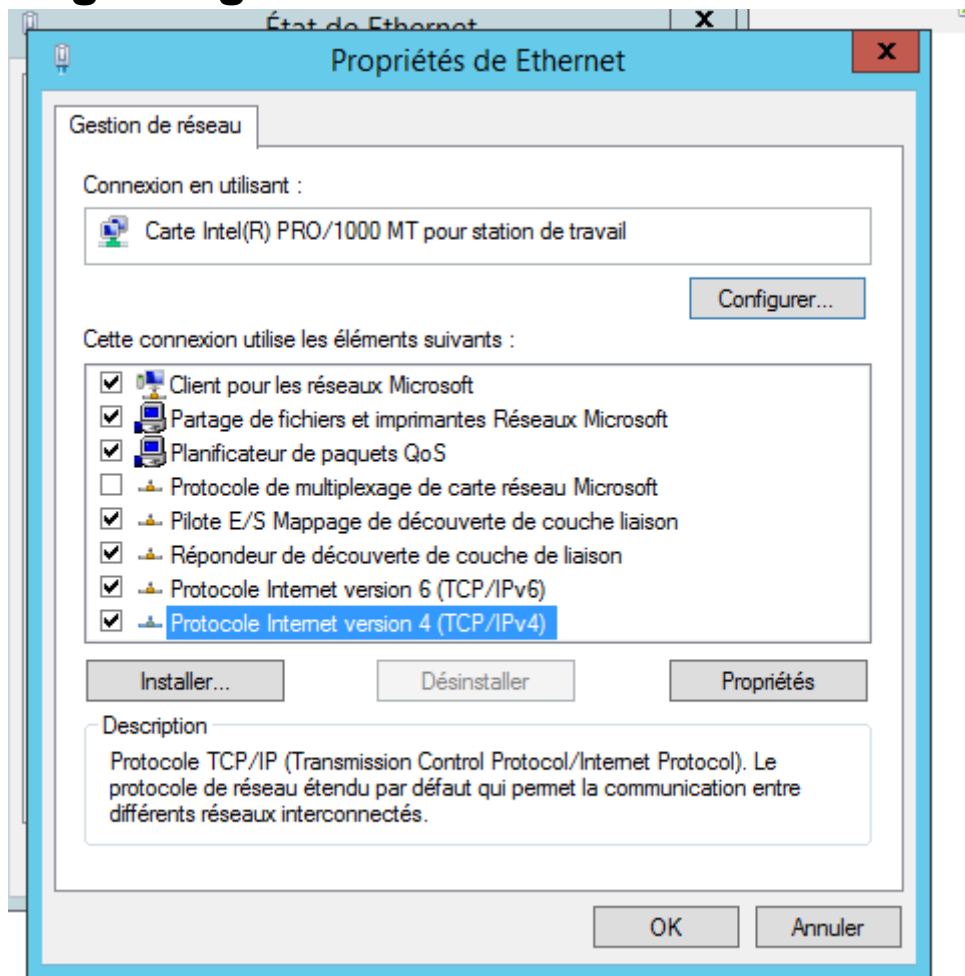 État de Ethernet
X
Propriétés de Ethernet
x
Gestion de réseau
Connexion en utilisant :
Carte Intel(R) PRO/1000 MT pour station de travail
Configurer...
Cette connexion utilise les éléments suivants :
Client pour les réseaux Microsoft
Partage de fichiers et imprimantes Réseaux Microsoft
Planificateur de paquets QoS
Protocole de multiplexage de carte réseau Microsoft
Pilote E/S Mappage de découverte de couche liaison
Répondeur de découverte de couche de liaison
Protocole Internet version 6 (TCP/IPv6)
Protocole Internet version 4 (TCP/IPv4)
Installer... Désinstaller Propriétés
Description
Protocole TCP/IP (Transmission Control Protocol/Internet Protocol). Le
protocole de réseau étendu par défaut qui permet la communication entre
différents réseaux interconnectés.
OK Annuler